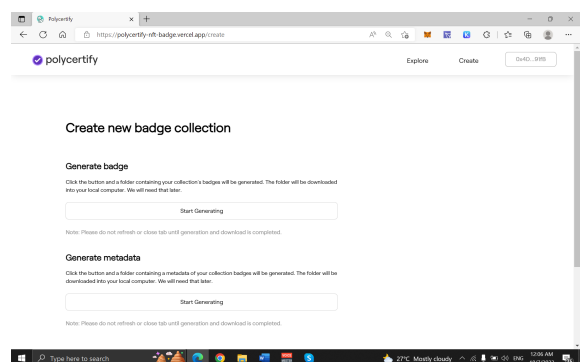 Polycertify
https://polycertify-nft-badge.vercel.app/create
polycertify
Explore
Create
Create new badge collection
Generate badge
Click the button and a folder containing your collection's badges will be generated. The folder will be downloaded
into your local computer. We will need that later.
Start Generating
Note: Please do not refresh or close tab until generation and download is completed.
Generate metadata
Click the button and a folder containing a metadata of your collection badges will be generated. The folder will be
downloaded into your local computer. We will need that later.
Start Generating
Note: Please do not refresh or close tab until generation and download is completed.
Type here to search
27°C Mostly cloudy
ENG
12:06 AM